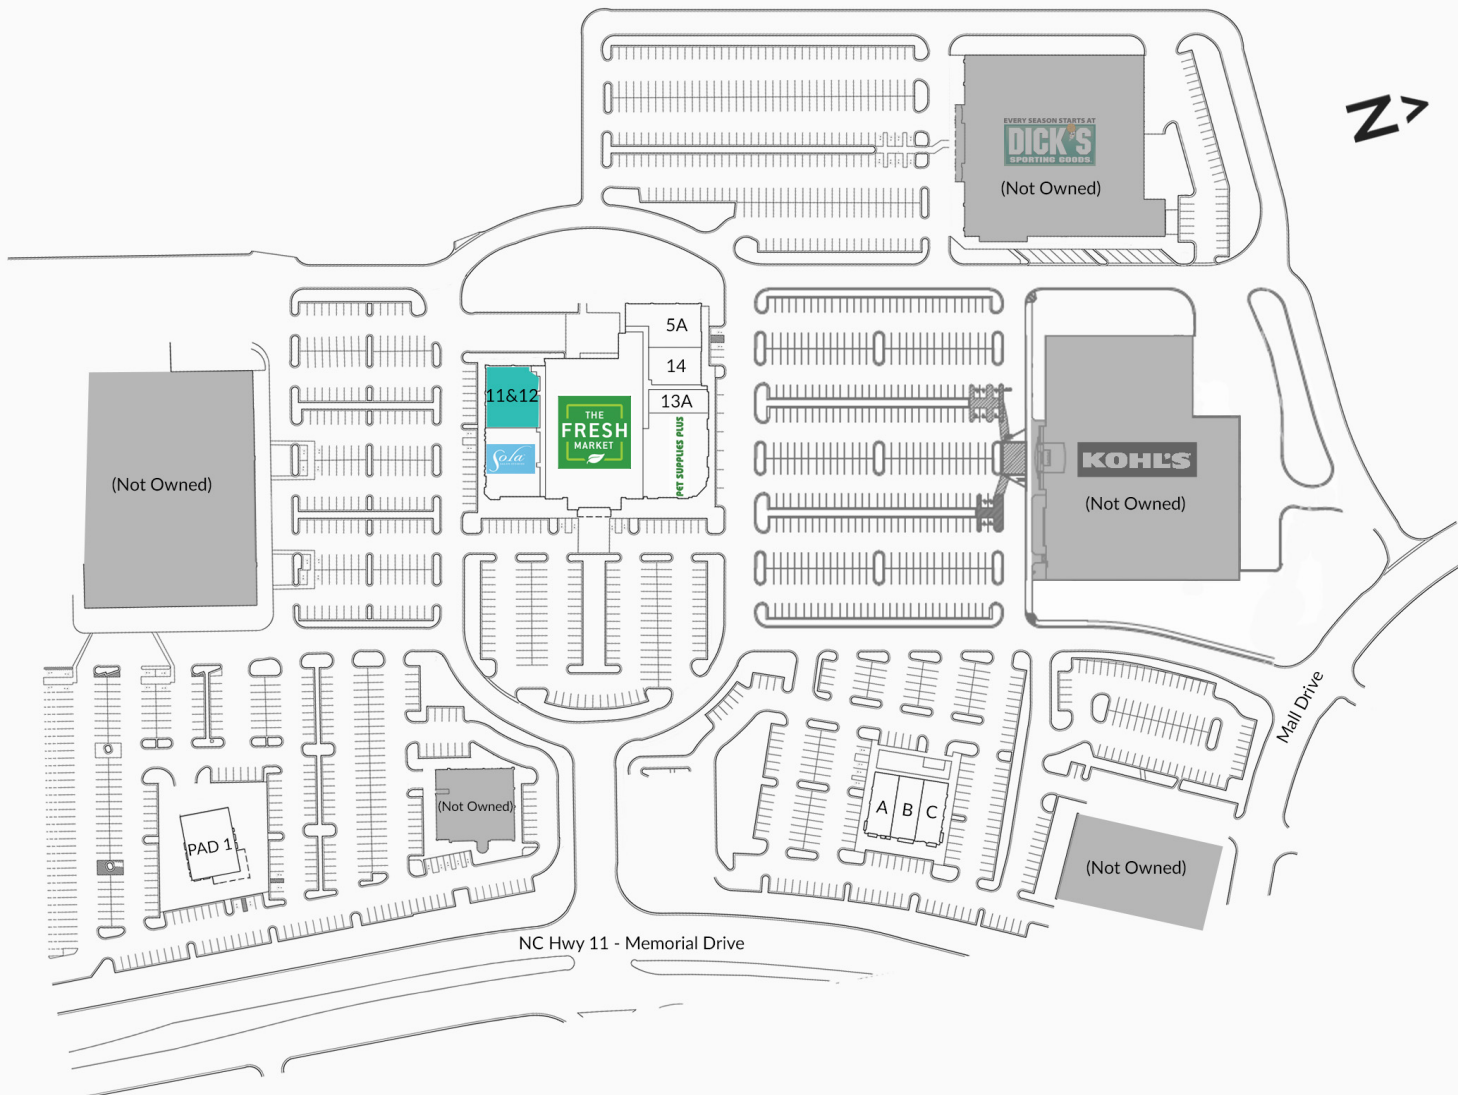 EVERY SEASON STARTS AT
DICK'S
SPORTING GOODS
(Not Owned)
N
5A
14
13A
11&12
THE
FRESH
MARKET
Sola
PET SUPPLIES PLUS
(Not Owned)
KOHL'S
(Not Owned)
Mall Drive
(Not Owned)
PAD 1
A
B
C
(Not Owned)
NC Hwy 11 - Memorial Drive